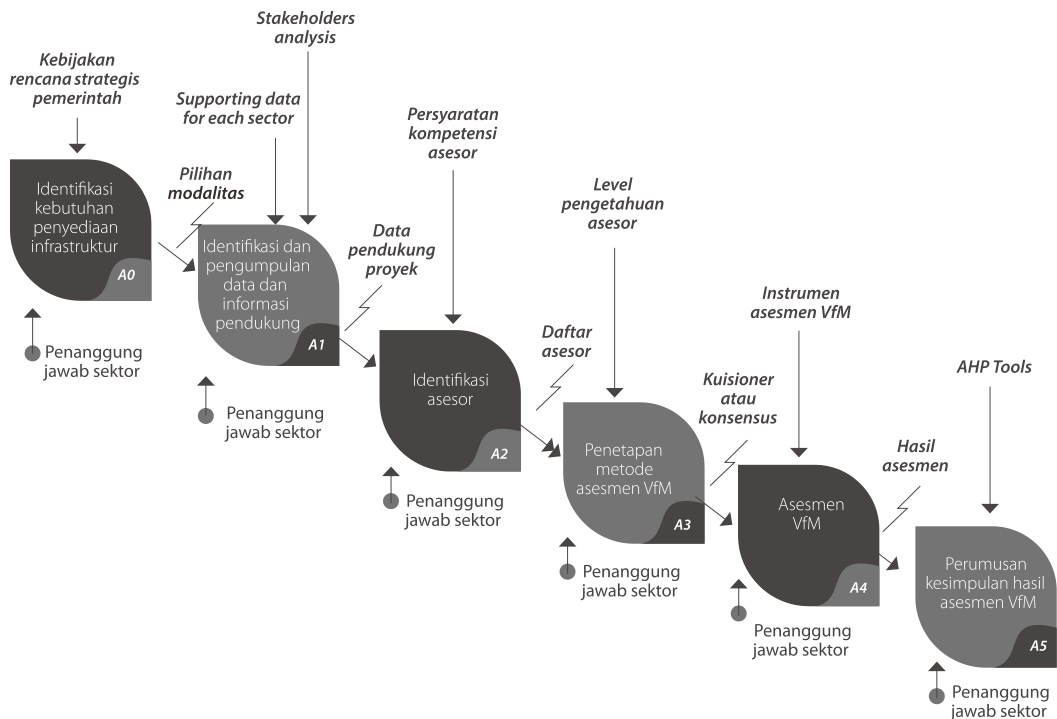 Stakeholders
analysis
Kebijakan
rencana strategis
pemerintah
Supporting data
for each sector
Persyaratan
kompetensi
asesor
Pilihan
modalitas
Identifikasi
kebutuhan
penyediaan
infrastruktur
A0
Penanggung
jawab sektor
Level
pengetahuan
asesor
Identifikasi dan
pengumpulan
data dan
informasi
pendukung
A1
Penanggung
jawab sektor
Data
pendukung
proyek
Instrumen
asesmen VfM
Identifikasi
asesor
A2
Penanggung
jawab sektor
Daftar
asesor
AHP Tools
Penetapan
metode
asesmen VfM
A3
Penanggung
jawab sektor
Kuisioner
atau
konsensus
Asesmen
VfM
A4
Penanggung
jawab sektor
Hasil
asesmen
Perumusan
kesimpulan hasil
asesmen VfM
A5
Penanggung
jawab sektor